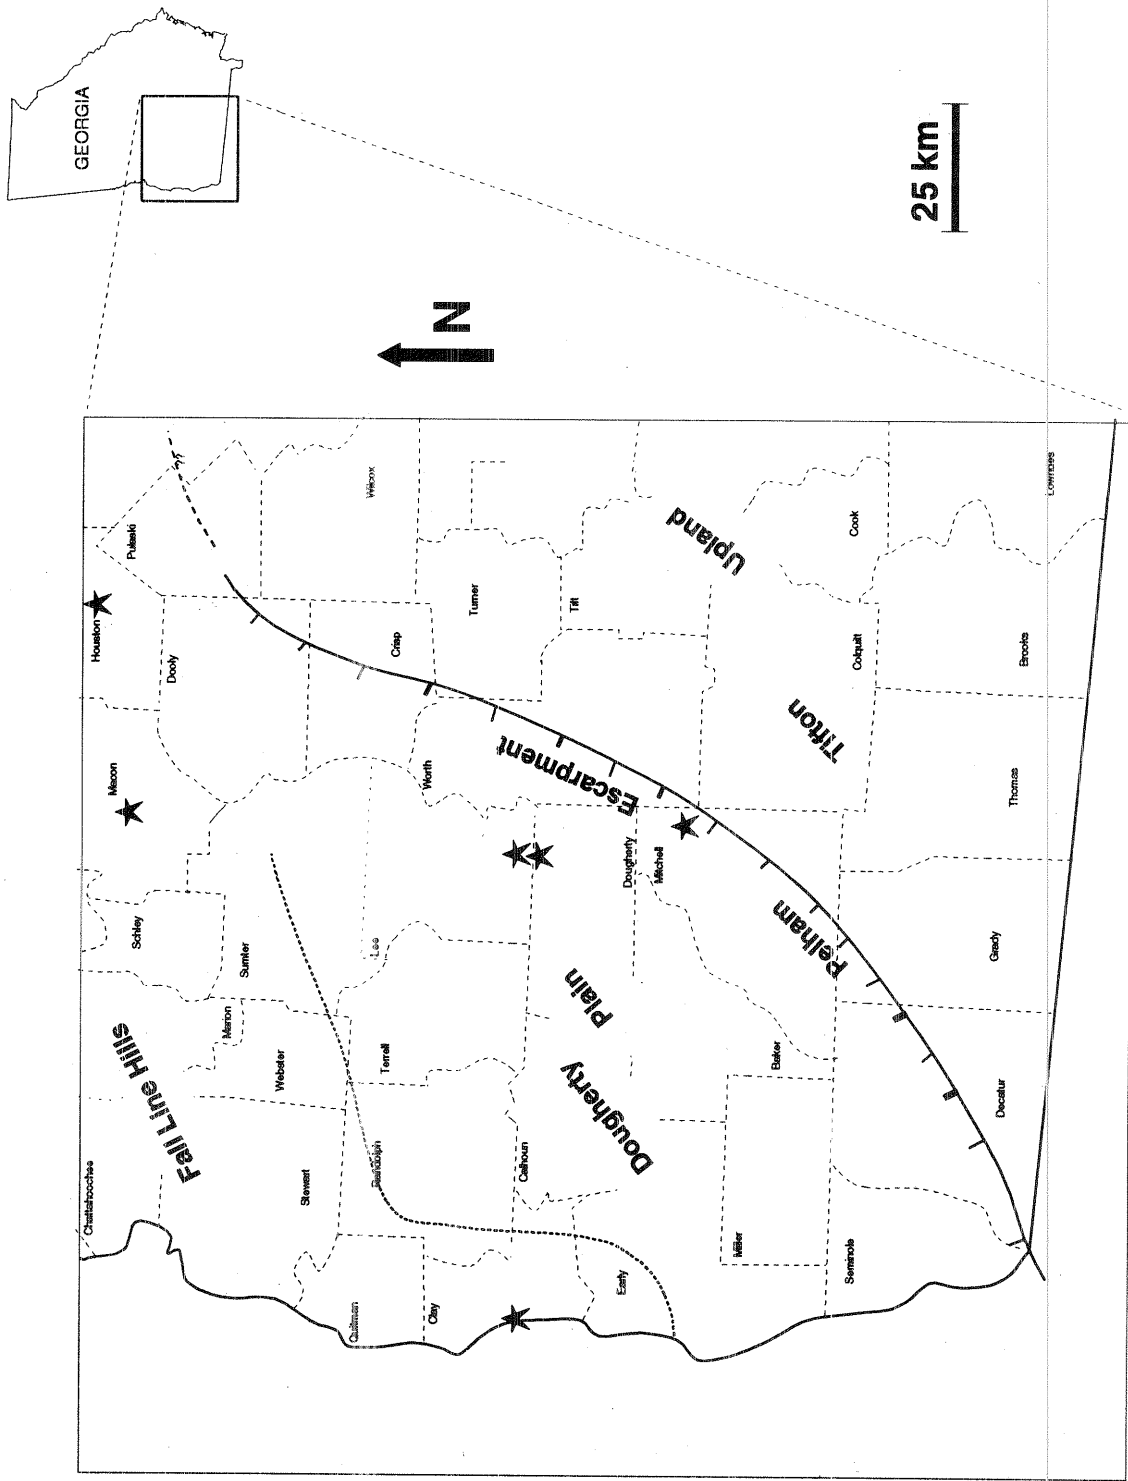 GEORGIA
25 km
N
Chattahoochee
Fall Line Hills
Marion
Schley
Macon
Houston
Pulaski
Stewart
Webster
Sumter
Dooly
Quitman
Randolph
Terrell
Lee
Crisp
Wilcox
Clay
Calhoun
Worth
Turner
Escarpment
Early
Dougherty
Plain
Dougherty
Tift
Mitchell
Upland
Miller
Baker
Pelham
Tifton
Seminole
Colquitt
Cook
Decatur
Grady
Thomas
Brooks
Lowndes